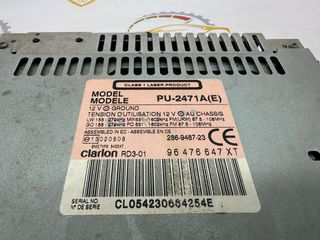 CLASS 1 LASER PRODUCT
MODEL
MODELE
PU-2471A(E)
12 V GROUND
TENSION D'UTILISATION 12 V AU CHASSIS
ASSEMBLED IN EC - ASSEMBLE EN CE
286-9487-23
Clarion RD3-01
96 476 647 XT
SERIAL NO.
N° DE SERIE
CL054230664254E